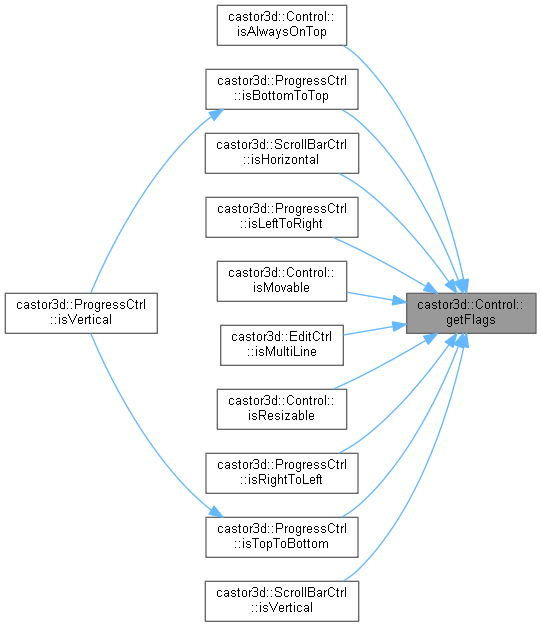 castor3d::Control::
isAlwaysOnTop
castor3d::ProgressCtrl
::isBottomToTop
castor3d::ScrollBarCtrl
::isHorizontal
castor3d::ProgressCtrl
::isLeftToRight
castor3d::Control::
isMovable
castor3d::ProgressCtrl
::isVertical
castor3d::Control::
getFlags
castor3d::EditCtrl
::isMultiLine
castor3d::Control::
isResizable
castor3d::ProgressCtrl
::isRightToLeft
castor3d::ProgressCtrl
::isTopToBottom
castor3d::ScrollBarCtrl
::isVertical